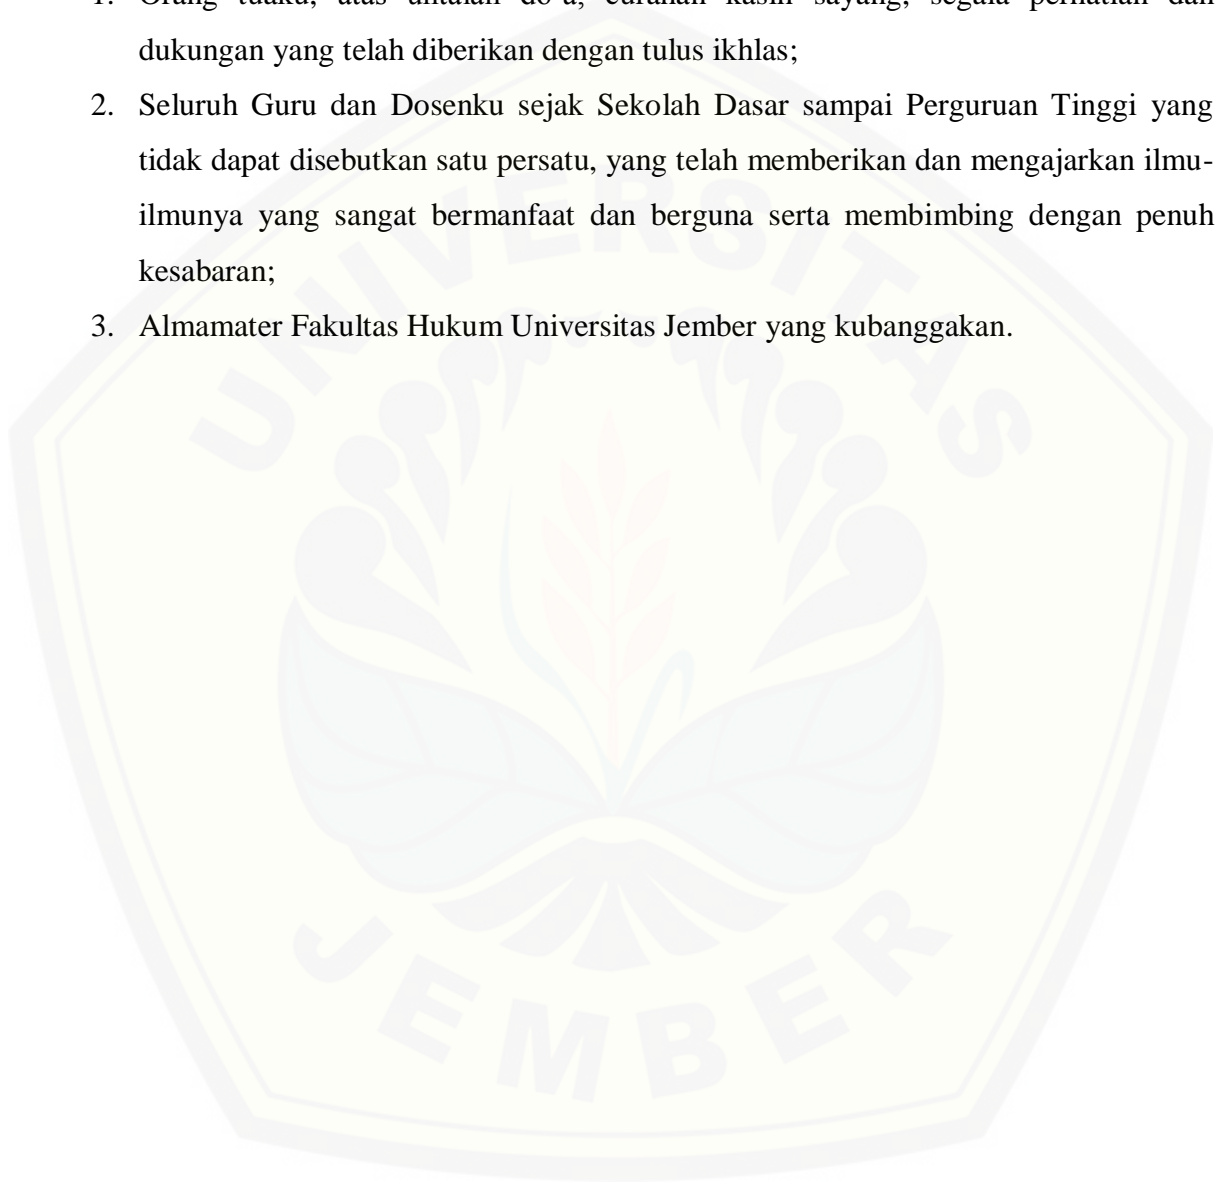 1. Orang tuaku, atas untaian do'a, curahan kasih sayang, segala perhatian dan
dukungan yang telah diberikan dengan tulus ikhlas;
2. Seluruh Guru dan Dosenku sejak Sekolah Dasar sampai Perguruan Tinggi yang
tidak dapat disebutkan satu persatu, yang telah memberikan dan mengajarkan ilmu-
ilmunya yang sangat bermanfaat dan berguna serta membimbing dengan penuh
kesabaran;
3. Almamater Fakultas Hukum Universitas Jember yang kubanggakan.
UNIVERSITAS
JEMBER